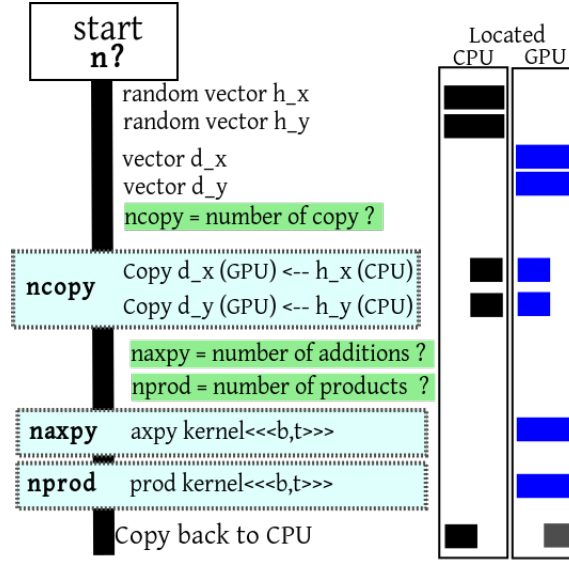 start
n?
Located
CPU GPU
random vector h_x
random vector h_y
vector d_x
vector d_y
ncopy = number of copy ?
ncopy
Copy d_x (GPU) <-- h_x (CPU)
Copy d_y (GPU) <-- h_y (CPU)
naxpy = number of additions ?
nprod = number of products ?
naxpy axpy kernel<<<b,t>>>
nprod prod kernel<<<b,t>>>
Copy back to CPU